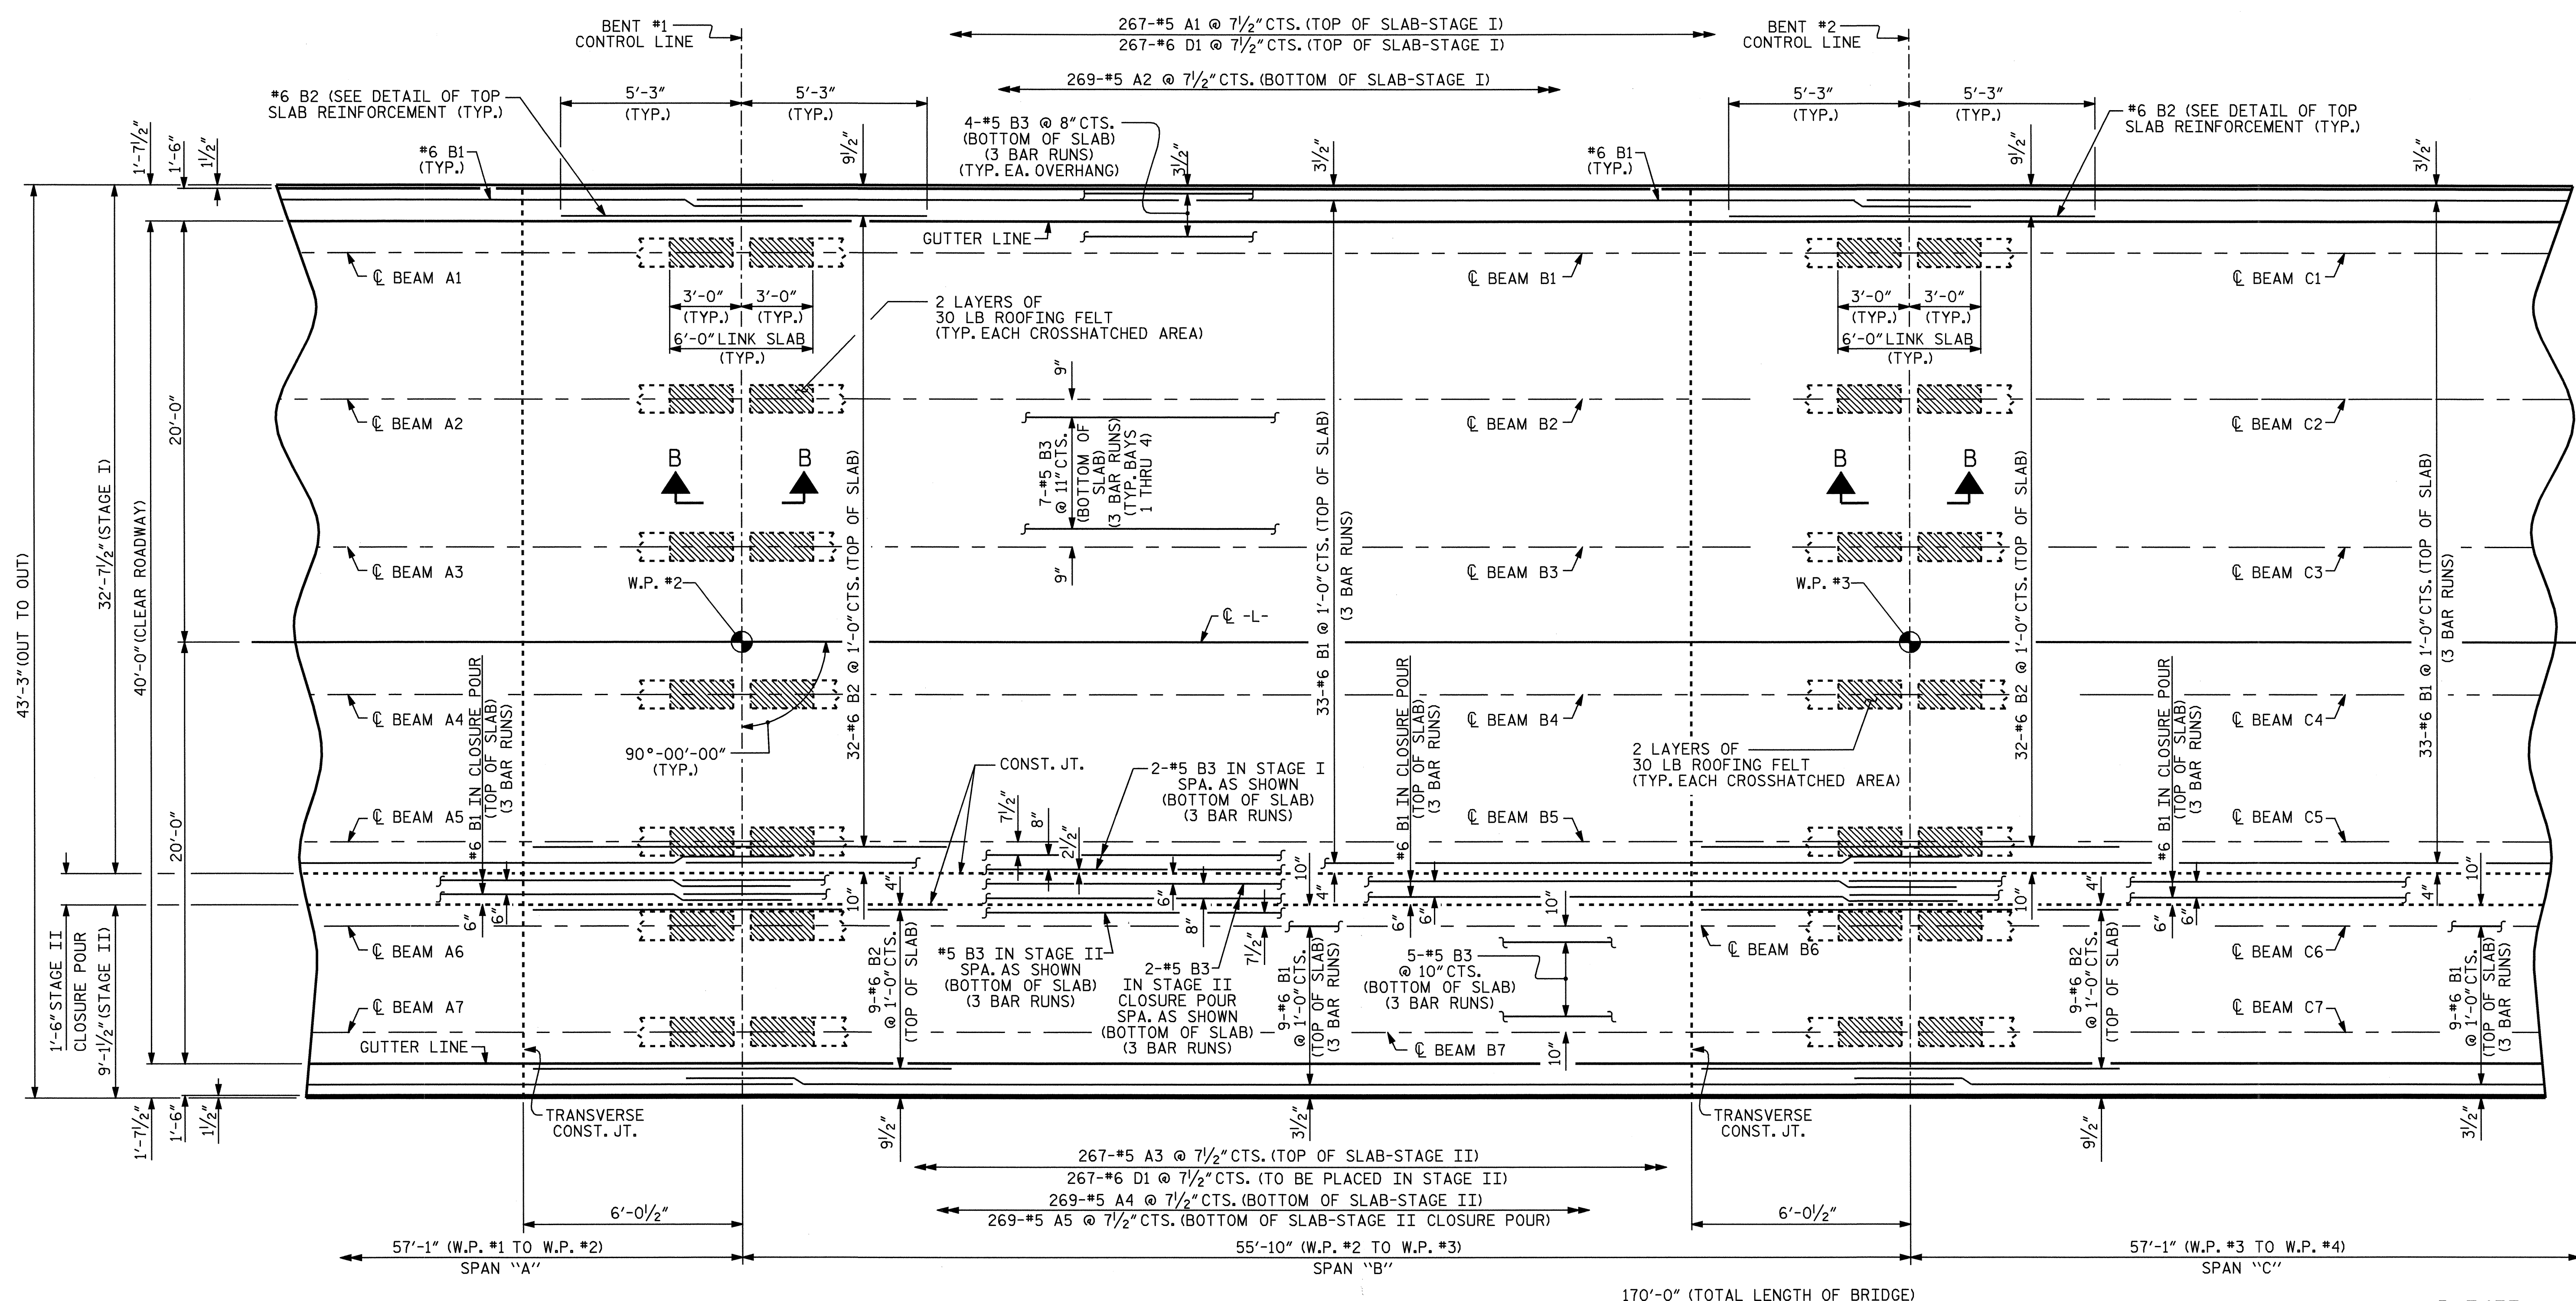 BENT #1
CONTROL LINE
267-#5 A1 @ 7½" CTS. (TOP OF SLAB-STAGE I)
267-#6 D1 @ 7½" CTS. (TOP OF SLAB-STAGE I)
BENT #2
CONTROL LINE
269-#5 A2 @ 7½" CTS. (BOTTOM OF SLAB-STAGE I)
#6 B2 (SEE DETAIL OF TOP
SLAB REINFORCEMENT (TYP.)
5'-3"
(TYP.)
5'-3"
(TYP.)
4-#5 B3 @ 8" CTS.
(BOTTOM OF SLAB)
(3 BAR RUNS)
(TYP. EA. OVERHANG)
5'-3"
(TYP.)
5'-3"
(TYP.)
#6 B2 (SEE DETAIL OF TOP
SLAB REINFORCEMENT (TYP.)
1'-7½"
1'-6"
1½"
#6 B1
(TYP.)
9½"
3½"
3½"
#6 B1
(TYP.)
9½"
3½"
GUTTER LINE
℄ BEAM A1
℄ BEAM B1
℄ BEAM C1
3'-0"
(TYP.)
3'-0"
(TYP.)
6'-0" LINK SLAB
(TYP.)
2 LAYERS OF
30 LB ROOFING FELT
(TYP. EACH CROSSHATCHED AREA)
3'-0"
(TYP.)
3'-0"
(TYP.)
6'-0" LINK SLAB
(TYP.)
℄ BEAM A2
℄ BEAM B2
℄ BEAM C2
9"
7-#5 B3
@ 11" CTS.
(BOTTOM OF
SLAB)
(3 BAR RUNS)
(TYP. BAYS
1 THRU 4)
9"
B
B
B
B
43'-3" (OUT TO OUT)
32'-7½" (STAGE I)
40'-0" (CLEAR ROADWAY)
20'-0"
20'-0"
32-#6 B2 @ 1'-0" CTS. (TOP OF SLAB)
33-#6 B1 @ 1'-0" CTS. (TOP OF SLAB)
(3 BAR RUNS)
32-#6 B2 @ 1'-0" CTS. (TOP OF SLAB)
33-#6 B1 @ 1'-0" CTS. (TOP OF SLAB)
(3 BAR RUNS)
℄ BEAM A3
℄ BEAM B3
℄ BEAM C3
W.P. #2
℄ -L-
W.P. #3
#6 B1 IN CLOSURE POUR
(TOP OF SLAB)
(3 BAR RUNS)
#6 B1 IN CLOSURE POUR
(TOP OF SLAB)
(3 BAR RUNS)
#6 B1 IN CLOSURE POUR
(TOP OF SLAB)
(3 BAR RUNS)
℄ BEAM A4
℄ BEAM B4
℄ BEAM C4
90°-00'-00"
(TYP.)
CONST. JT.
2-#5 B3 IN STAGE I
SPA. AS SHOWN
(BOTTOM OF SLAB)
(3 BAR RUNS)
2 LAYERS OF
30 LB ROOFING FELT
(TYP. EACH CROSSHATCHED AREA)
℄ BEAM A5
℄ BEAM B5
℄ BEAM C5
7½"
8"
2½"
10"
4"
6"
10"
4"
6"
8"
7½"
10"
6"
6"
6"
6"
10"
4"
6"
6"
4"
10"
1'-6" STAGE II
CLOSURE POUR
9'-1½" (STAGE II)
℄ BEAM A6
℄ BEAM B6
℄ BEAM C6
#5 B3 IN STAGE II
SPA. AS SHOWN
(BOTTOM OF SLAB)
(3 BAR RUNS)
2-#5 B3
IN STAGE II
CLOSURE POUR
SPA. AS SHOWN
(BOTTOM OF SLAB)
(3 BAR RUNS)
5-#5 B3
@ 10" CTS.
(BOTTOM OF SLAB)
(3 BAR RUNS)
9-#6 B2
@ 1'-0" CTS.
(TOP OF SLAB)
9-#6 B1
@ 1'-0" CTS.
(TOP OF SLAB)
(3 BAR RUNS)
9-#6 B2
@ 1'-0" CTS.
(TOP OF SLAB)
9-#6 B1
@ 1'-0" CTS.
(TOP OF SLAB)
(3 BAR RUNS)
℄ BEAM A7
℄ BEAM B7
℄ BEAM C7
10"
GUTTER LINE
TRANSVERSE
CONST. JT.
TRANSVERSE
CONST. JT.
1'-7½"
1'-6"
1½"
9½"
3½"
9½"
3½"
267-#5 A3 @ 7½" CTS. (TOP OF SLAB-STAGE II)
267-#6 D1 @ 7½" CTS. (TO BE PLACED IN STAGE II)
269-#5 A4 @ 7½" CTS. (BOTTOM OF SLAB-STAGE II)
269-#5 A5 @ 7½" CTS. (BOTTOM OF SLAB-STAGE II CLOSURE POUR)
6'-0½"
6'-0½"
57'-1" (W.P. #1 TO W.P. #2)
SPAN "A"
55'-10" (W.P. #2 TO W.P. #3)
SPAN "B"
57'-1" (W.P. #3 TO W.P. #4)
SPAN "C"
170'-0" (TOTAL LENGTH OF BRIDGE)